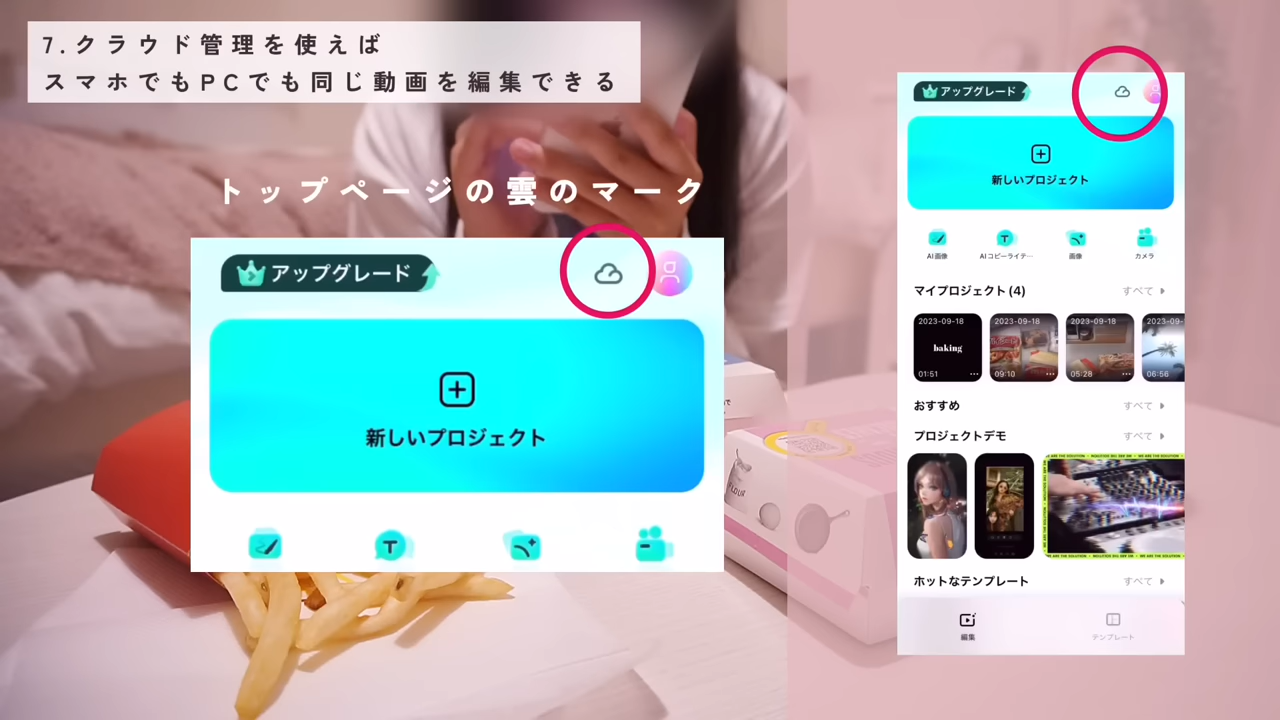 7.クラウド管理を使えば
スマホでもPCでも同じ動画を編集できる
トップページの雲のマーク
アップグレード
新しいプロジェクト
アップグレード
新しいプロジェクト
AI画像
AIコピーライテ…
画像
カメラ
マイプロジェクト (4)
すべて
2023-09-18
2023-09-18
2023-09-18
2023-09
baking
01:51
09:10
05:28
06:56
おすすめ
すべて
プロジェクトデモ
すべて
ホットなテンプレート
すべて
編集
テンプレート